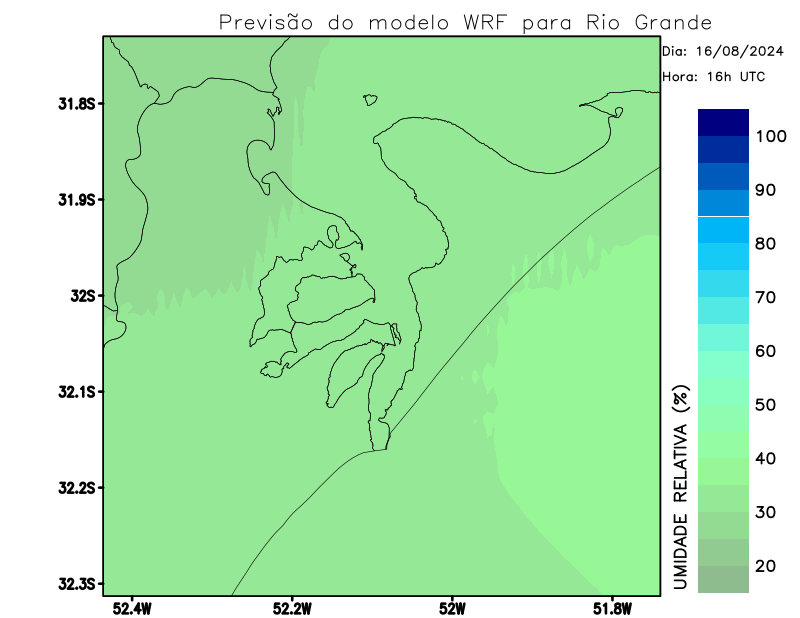 Previsão do modelo WRF para Rio Grande
Dia: 16/08/2024
Hora: 16h UTC
31.8S
31.9S
32S
32.1S
32.2S
32.3S
52.4W
52.2W
52W
51.8W
UMIDADE RELATIVA (%)
100
90
80
70
60
50
40
30
20